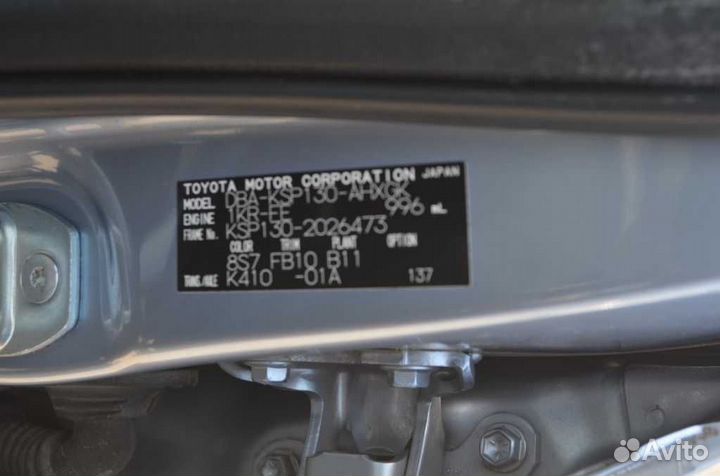 TOYOTA MOTOR CORPORATION JAPAN
MODEL DBA-KSP130-AHXGK
ENGINE 1KR-FE 996 mL
FRAME No. KSP130-2026473
COLOR TRIM PLANT OPTION
8S7 FB10 B11
TRANS/AXLE K410 -01A 137
Avito